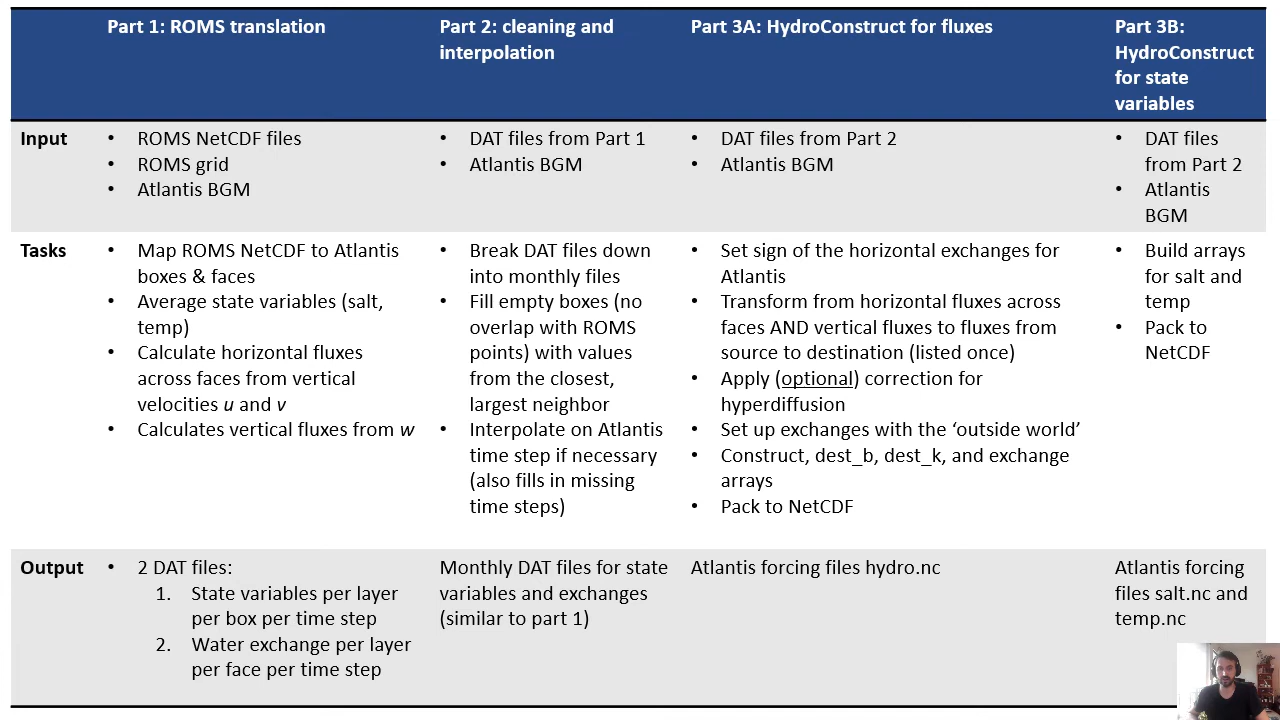 Part 1: ROMS translation
Part 2: cleaning and
interpolation
Part 3A: HydroConstruct for fluxes
Part 3B:
HydroConstruct
for state
variables
Input
• ROMS NetCDF files
• ROMS grid
• Atlantis BGM
• DAT files from Part 1
• Atlantis BGM
• DAT files from Part 2
• Atlantis BGM
• DAT files
from Part 2
• Atlantis
BGM
Tasks
• Map ROMS NetCDF to Atlantis
boxes & faces
• Average state variables (salt,
temp)
• Calculate horizontal fluxes
across faces from vertical
velocities u and v
• Calculates vertical fluxes from w
• Break DAT files down
into monthly files
• Fill empty boxes (no
overlap with ROMS
points) with values
from the closest,
largest neighbor
• Interpolate on Atlantis
time step if necessary
(also fills in missing
time steps)
• Set sign of the horizontal exchanges for
Atlantis
• Transform from horizontal fluxes across
faces AND vertical fluxes to fluxes from
source to destination (listed once)
• Apply (optional) correction for
hyperdiffusion
• Set up exchanges with the ‘outside world’
• Construct, dest_b, dest_k, and exchange
arrays
• Pack to NetCDF
• Build arrays
for salt and
temp
• Pack to
NetCDF
Output
• 2 DAT files:
1. State variables per layer
per box per time step
2. Water exchange per layer
per face per time step
Monthly DAT files for state
variables and exchanges
(similar to part 1)
Atlantis forcing files hydro.nc
Atlantis forcing
files salt.nc and
temp.nc